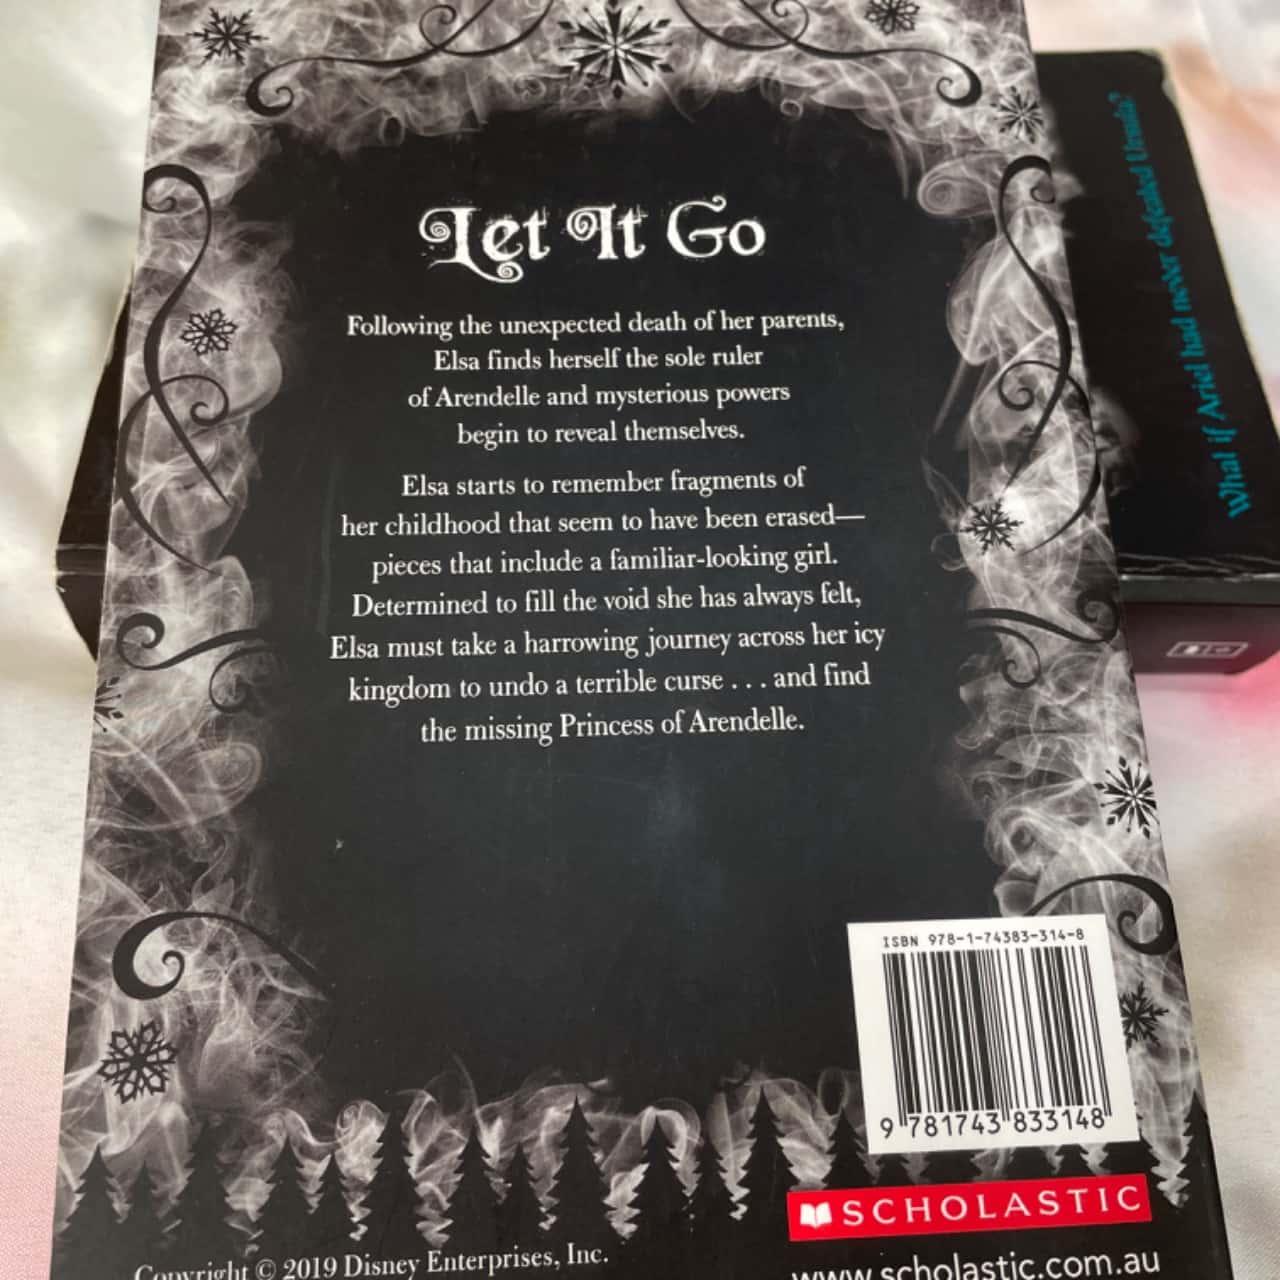 Let It Go
Following the unexpected death of her parents,
Elsa finds herself the sole ruler
of Arendelle and mysterious powers
begin to reveal themselves.
Elsa starts to remember fragments of
her childhood that seem to have been erased—
pieces that include a familiar-looking girl.
Determined to fill the void she has always felt,
Elsa must take a harrowing journey across her icy
kingdom to undo a terrible curse . . . and find
the missing Princess of Arendelle.
ISBN 978-1-74383-314-8
9 781743 833148
SCHOLASTIC
Copyright © 2019 Disney Enterprises, Inc.
www.scholastic.com.au
What if Ariel had never defeated Ursula?